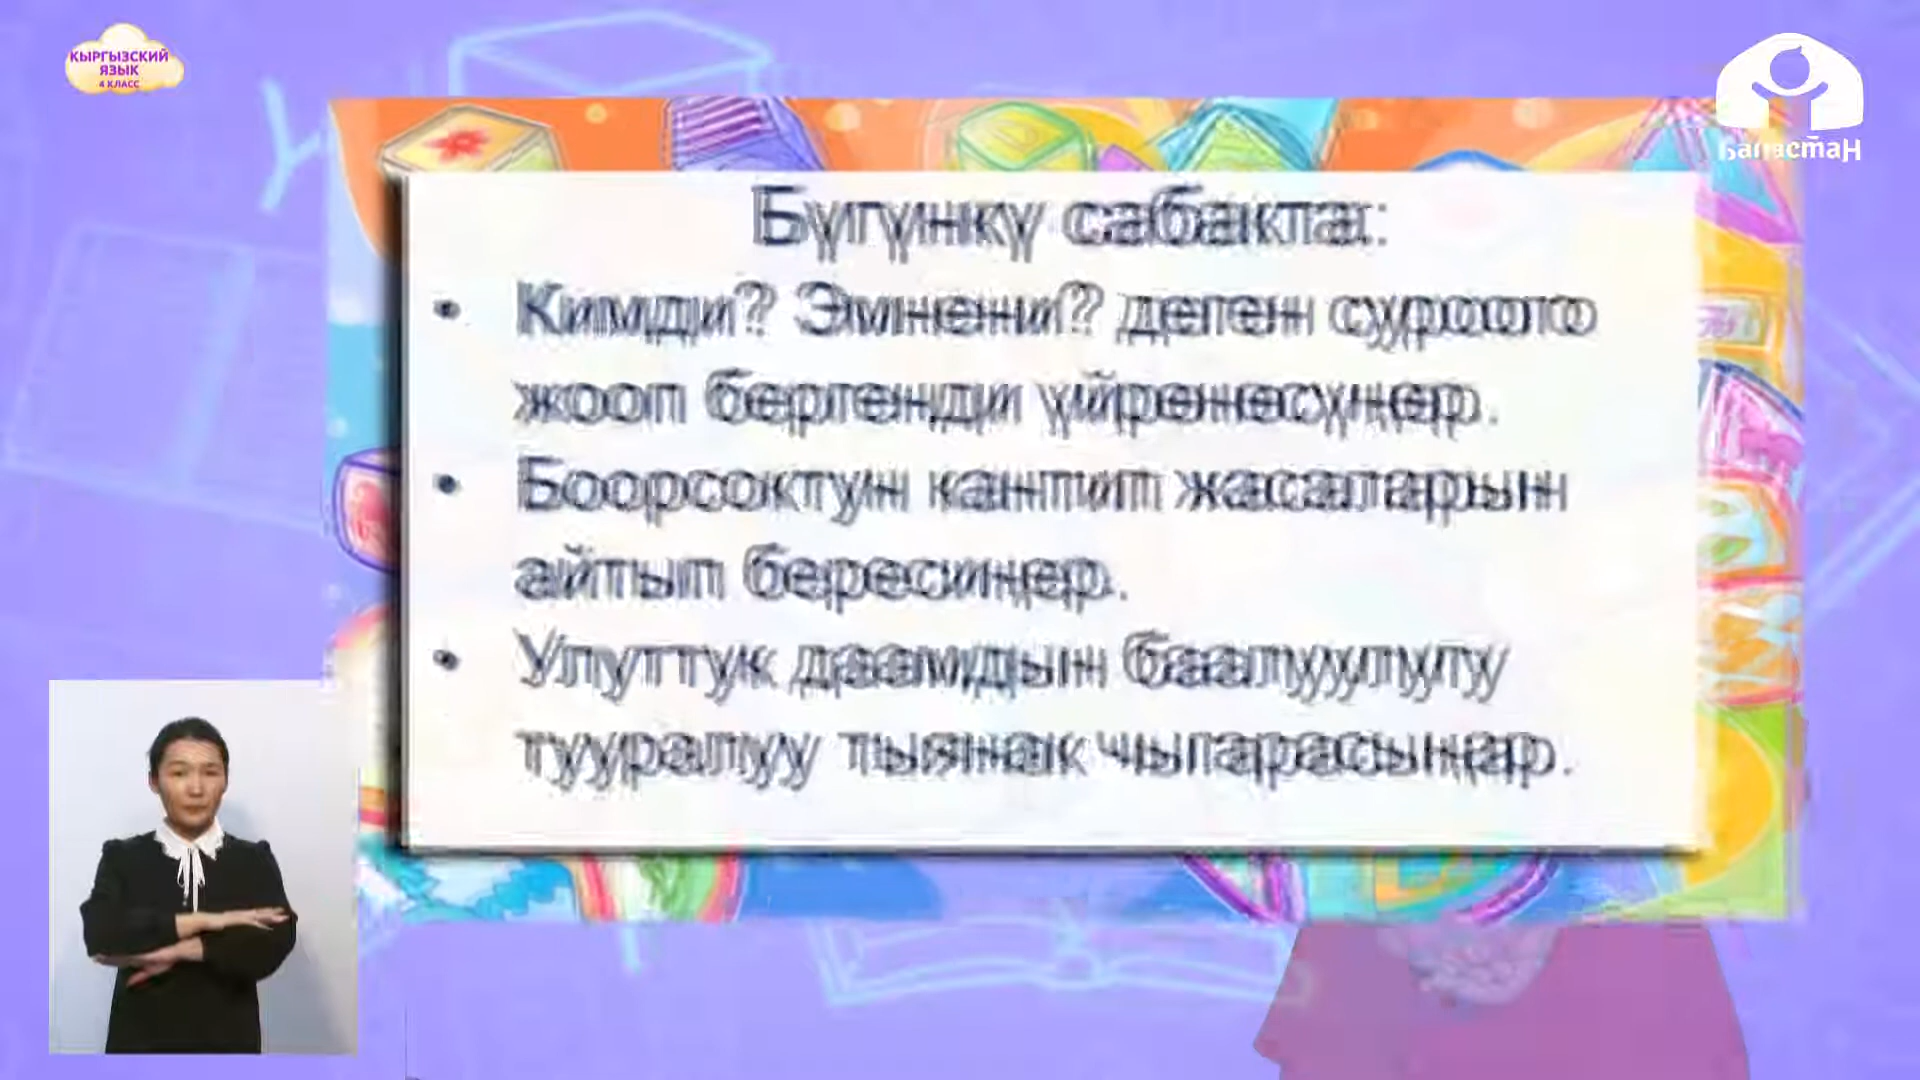 КЫРГЫЗСКИЙ
ЯЗЫК
4 КЛАСС
Баластан
Бүгүнкү сабакта:
• Кимди? Эмнени? деген суроого
жооп бергенди үйрөнөсүңөр.
• Боорсоктун кантип жасаларын
айтып бересиңер.
• Улуттук даамдын баалуулугу
тууралуу тыянак чыгарасыңар.